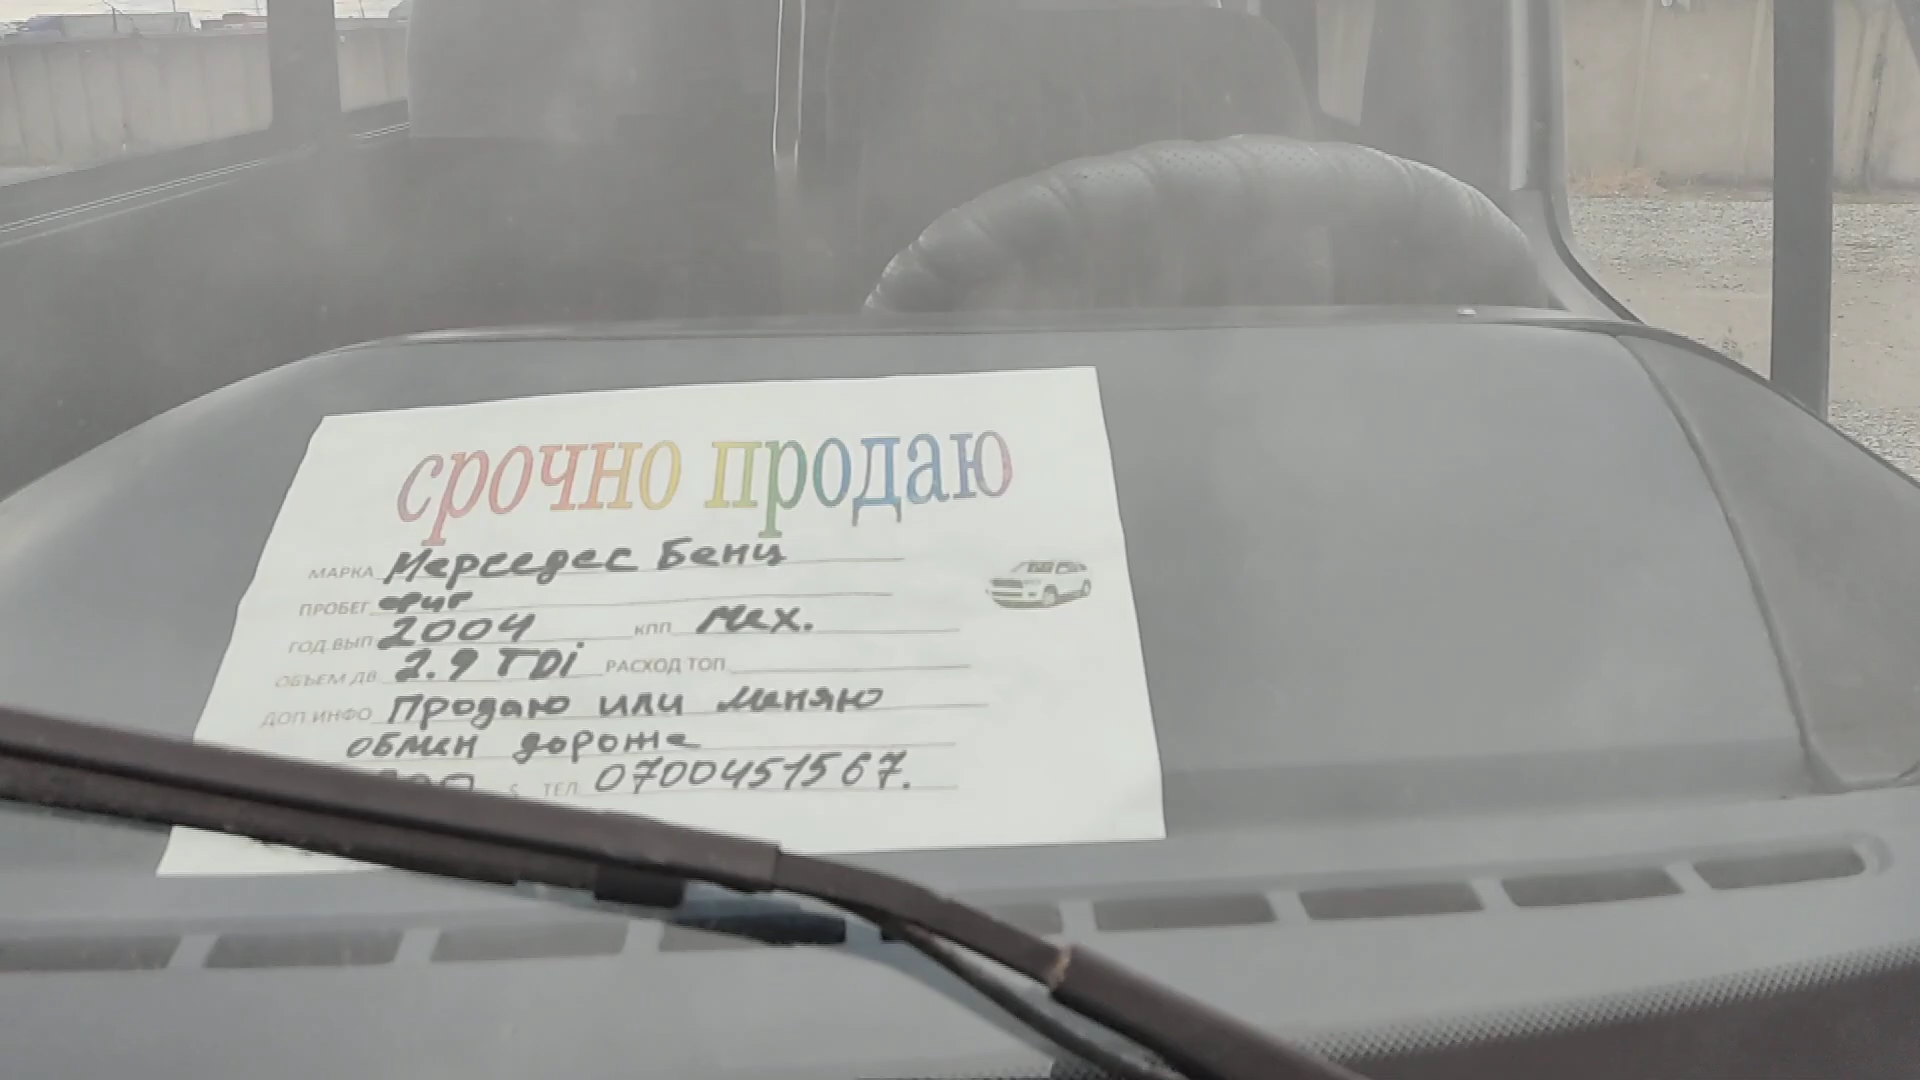 срочно продаю
МАРКА Мерседес Бенц
ПРОБЕГ ориг
ГОД ВЫП 2004 КПП Мех.
ОБЪЕМ ДВ 2.9 TDi РАСХОД ТОП
ДОП ИНФО Продаю или меняю
обмен дороже
$ ТЕЛ 0700451567.